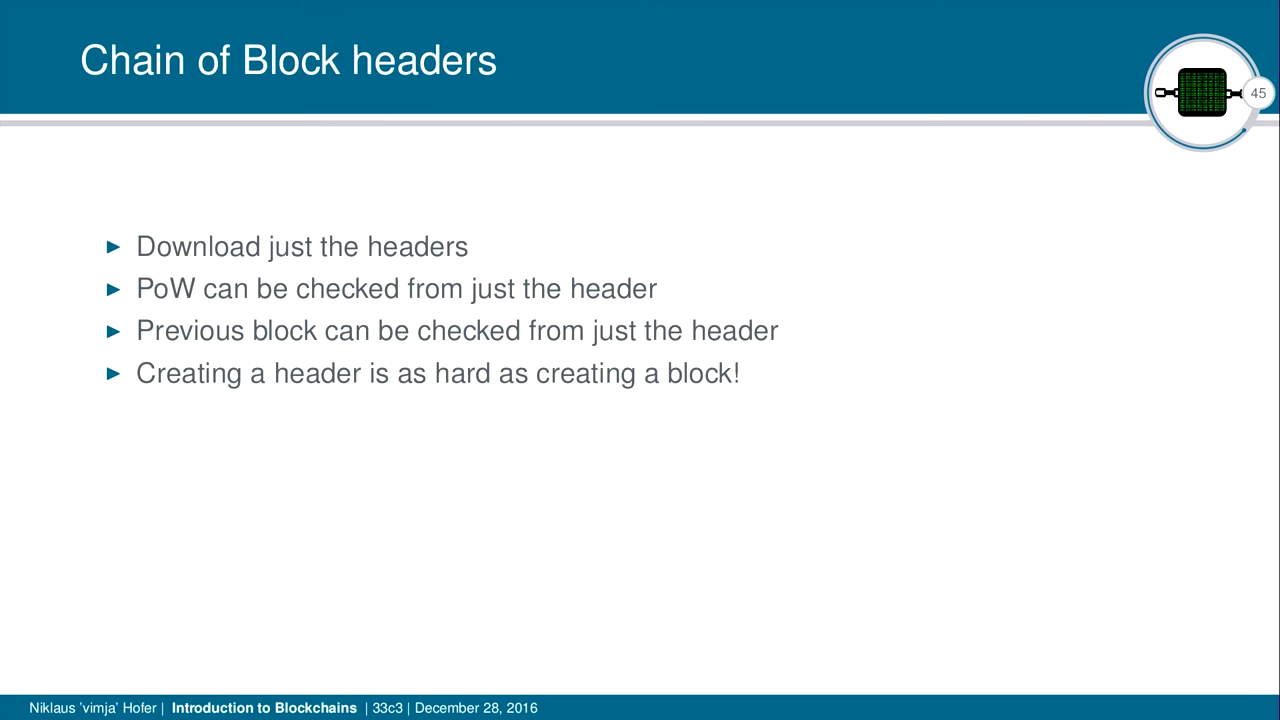 Chain of Block headers
45
► Download just the headers
► PoW can be checked from just the header
► Previous block can be checked from just the header
► Creating a header is as hard as creating a block!
Niklaus 'vimja' Hofer | Introduction to Blockchains | 33c3 | December 28, 2016